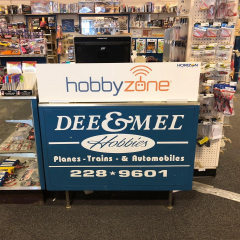 hobbyzone
DEE & MEL
Hobbies
Planes - Trains - & Automobiles
228★9601